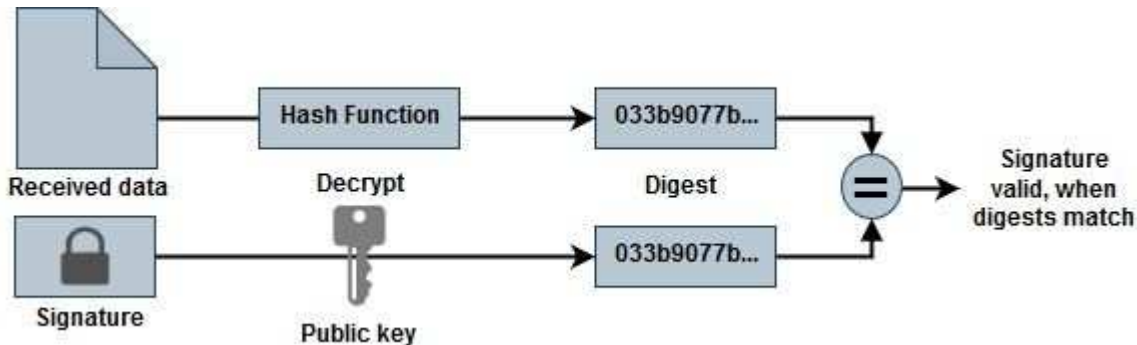 Hash Function
033b9077b...
Received data
Decrypt
Digest
Signature
valid, when
digests match
033b9077b...
Signature
Public key